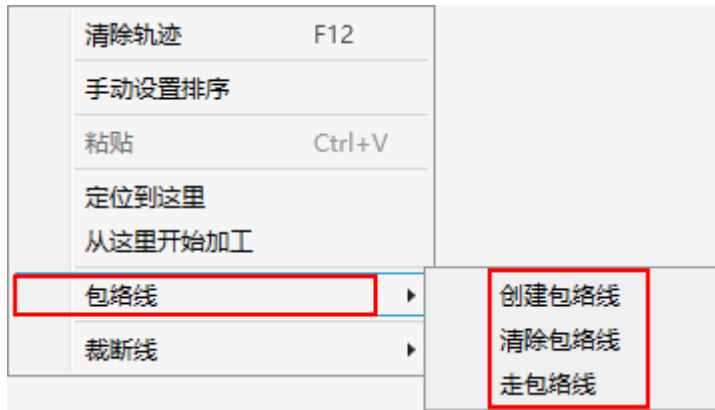 清除轨迹 F12
手动设置排序
粘贴 Ctrl+V
定位到这里
从这里开始加工
包络线
裁断线
创建包络线
清除包络线
走包络线